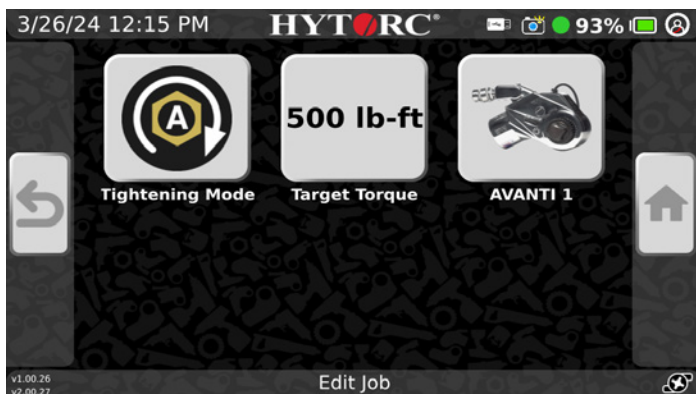 3/26/24 12:15 PM HYTORC® 93%
A
500 lb-ft
Tightening Mode Target Torque AVANTI 1
v1.00.26
Edit Job
v2.00.27